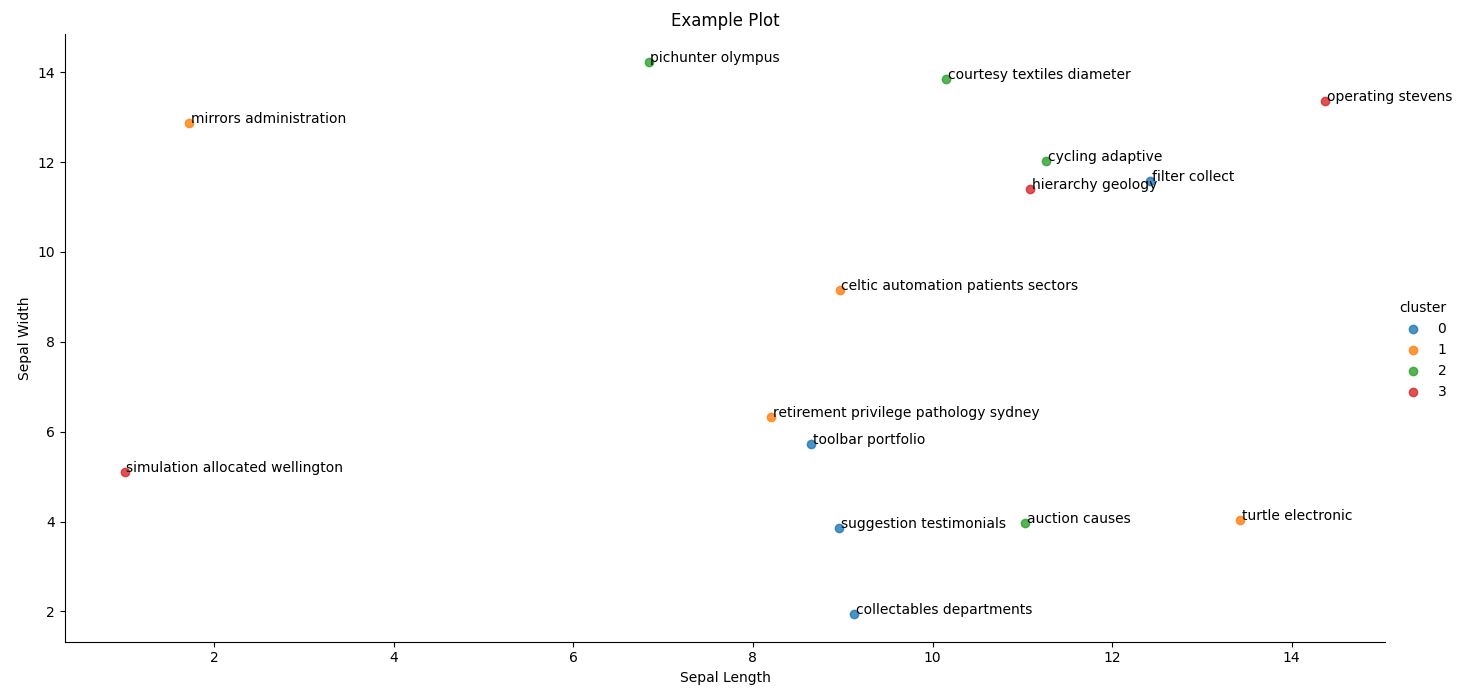 Example Plot
pichunter olympus
courtesy textiles diameter
operating stevens
mirrors administration
cycling adaptive
filter collect
hierarchy geology
celtic automation patients sectors
retirement privilege pathology sydney
toolbar portfolio
simulation allocated wellington
suggestion testimonials
auction causes
turtle electronic
collectables departments
14
12
10
8
6
4
2
Sepal Width
2 4 6 8 10 12 14
Sepal Length
cluster
0
1
2
3